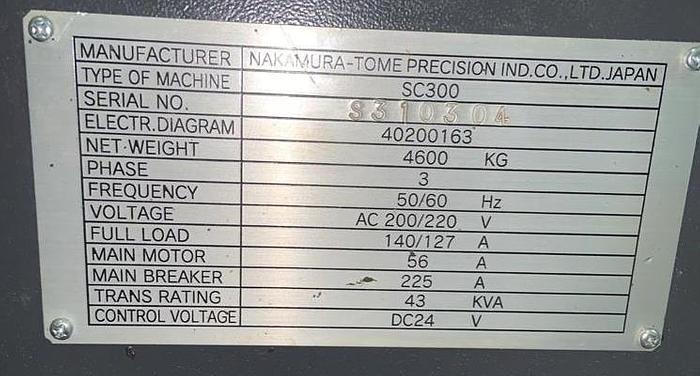 MANUFACTURER NAKAMURA-TOME PRECISION IND.CO.,LTD.JAPAN
TYPE OF MACHINE SC300
SERIAL NO. S310304
ELECTR.DIAGRAM 40200163
NET·WEIGHT 4600 KG
PHASE 3
FREQUENCY 50/60 Hz
VOLTAGE AC 200/220 V
FULL LOAD 140/127 A
MAIN MOTOR 56 A
MAIN BREAKER 225 A
TRANS RATING 43 KVA
CONTROL VOLTAGE DC24 V